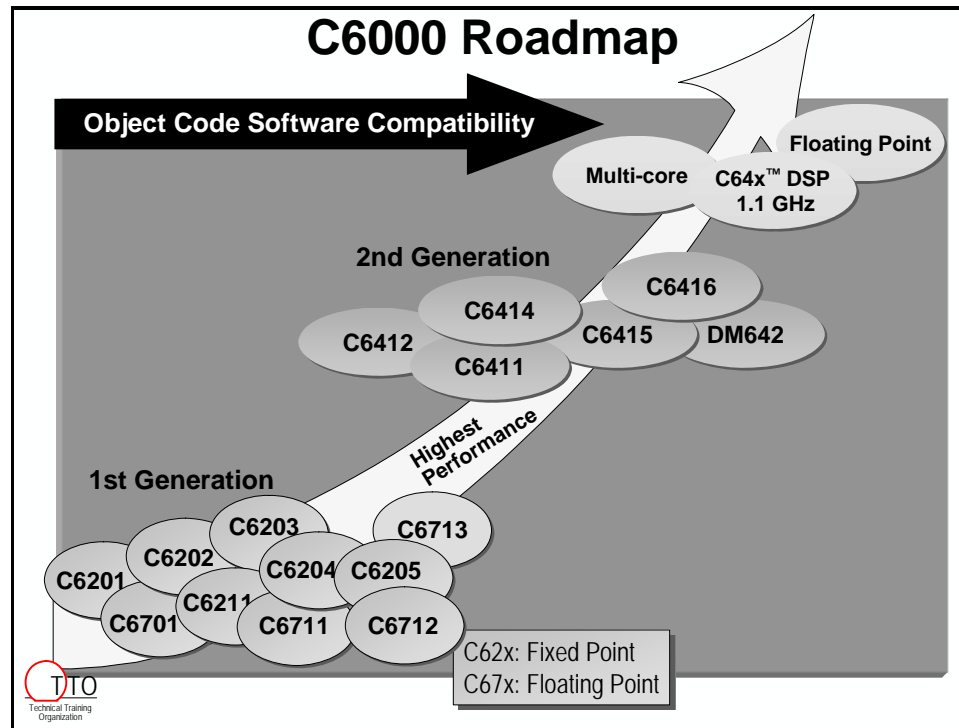 C6000 Roadmap
Object Code Software Compatibility
Floating Point
Multi-core
C64x™ DSP
1.1 GHz
2nd Generation
C6416
C6414
C6412
C6415
DM642
C6411
Highest
Performance
1st Generation
C6203
C6713
C6202
C6204
C6205
C6201
C6211
C6701
C6711
C6712
C62x: Fixed Point
C67x: Floating Point
TTO
Technical Training
Organization